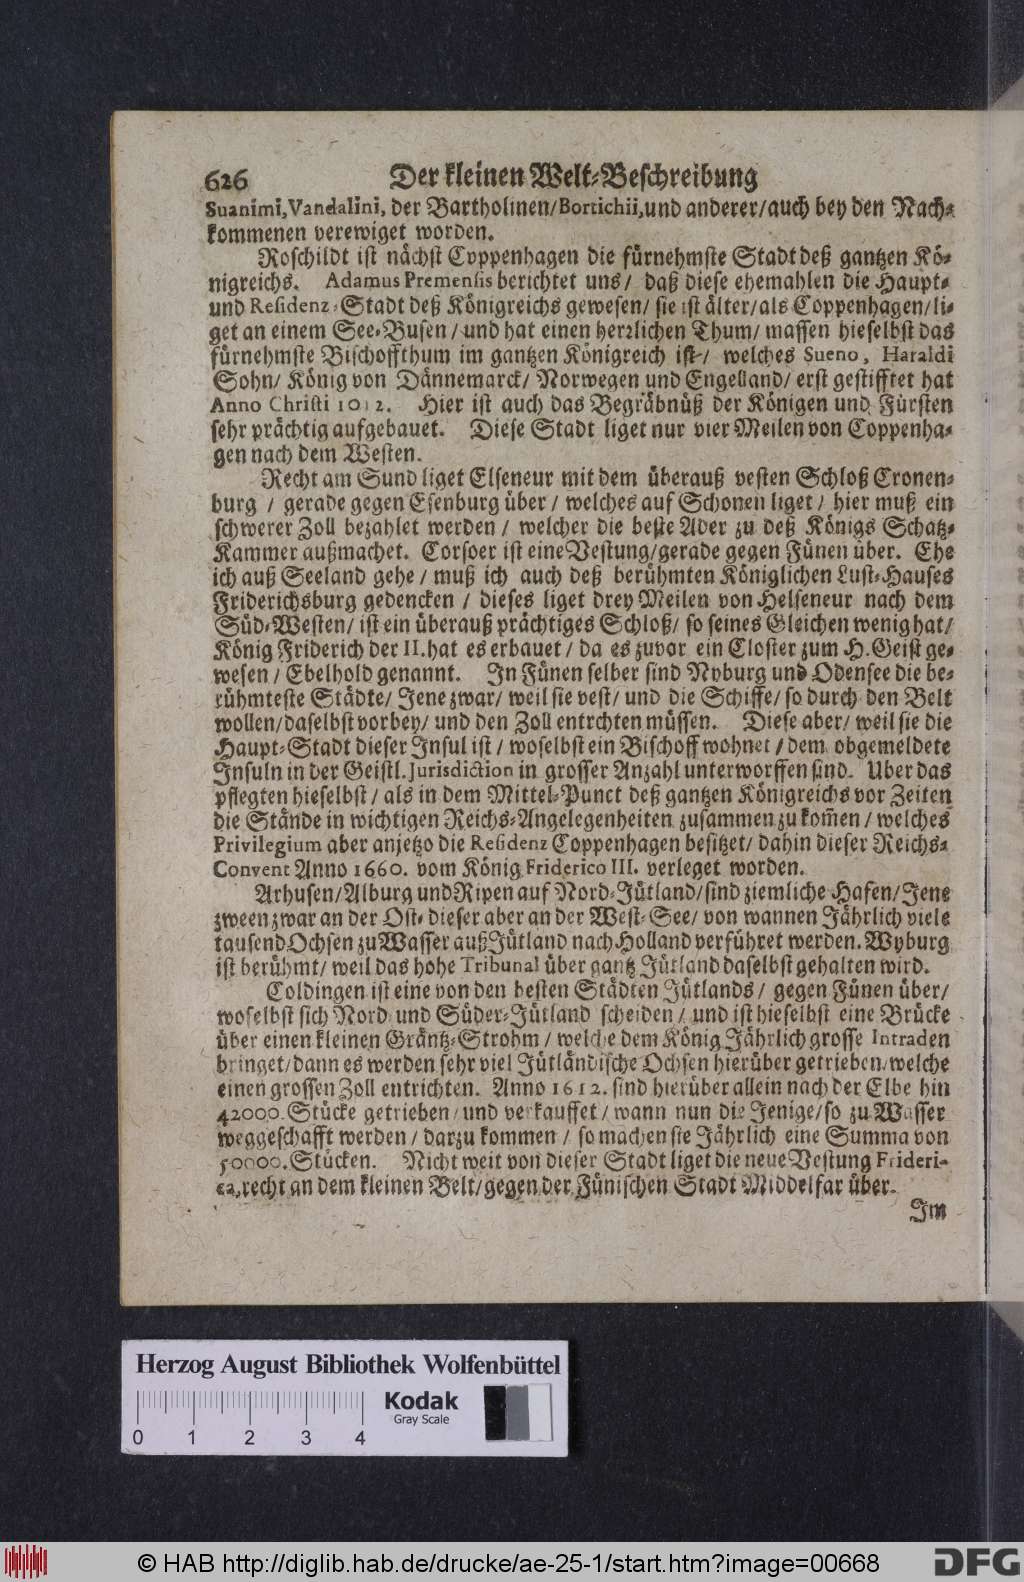 626 Der kleinen Welt-Beschreibung
Suanimi, Vandalini, der Bartholinen/ Bortichii, und anderer/ auch bey den Nach-
kommenen verewiget worden.
Roschildt ist nächst Coppenhagen die fürnehmste Stadt deß gantzen Kö-
nigreichs. Adamus Premensis berichtet uns/ daß diese ehemahlen die Haupt-
und Residenz-Stadt deß Königreichs gewesen/ sie ist älter/ als Coppenhagen/ li-
get an einem See-Busen/ und hat einen herrlichen Thum/ massen hieselbst das
fürnehmste Bischoffthum im gantzen Königreich ist/ welches Sueno, Haraldi
Sohn/ König von Dännemarck/ Norwegen und Engelland/ erst gestifftet hat
Anno Christi 1012. Hier ist auch das Begräbnüß der Königen und Fürsten
sehr prächtig aufgebauet. Diese Stadt liget nur vier Meilen von Coppenha-
gen nach dem Westen.
Recht am Sund liget Elseneur mit dem überauß vesten Schloß Cronen-
burg / gerade gegen Esenburg über/ welches auf Schonen liget/ hier muß ein
schwerer Zoll bezahlet werden / welcher die beste Ader zu deß Königs Schatz-
Kammer außmachet. Corsoer ist eine Vestung/ gerade gegen Fünen über. Ehe
ich auß Seeland gehe / muß ich auch deß berühmten Königlichen Lust-Hauses
Friderichsburg gedencken / dieses liget drey Meilen von Helseneur nach dem
Süd-Westen/ ist ein überauß prächtiges Schloß/ so seines Gleichen wenig hat/
König Friderich der II. hat es erbauet/ da es zuvor ein Closter zum H. Geist ge-
wesen / Ebelhold genannt. In Fünen selber sind Nyburg und Odensee die be-
rühmteste Städte/ Jene zwar/ weil sie vest/ und die Schiffe/ so durch den Belt
wollen/ daselbst vorbey/ und den Zoll entrchten müssen. Diese aber/ weil sie die
Haupt-Stadt dieser Insul ist / woselbst ein Bischoff wohnet / dem obgemeldete
Insuln in der Geistl. Jurisdiction in grosser Anzahl unterworffen sind. Uber das
pflegten hieselbst / als in dem Mittel-Punct deß gantzen Königreichs vor Zeiten
die Stände in wichtigen Reichs-Angelegenheiten zusammen zu kom̃en / welches
Privilegium aber anjetzo die Residenz Coppenhagen besitzet/ dahin dieser Reichs-
Convent Anno 1660. vom König Friderico III. verleget worden.
Arhusen/ Alburg und Ripen auf Nord-Jütland/ sind ziemliche Hafen/ Jene
zween zwar an der Ost- dieser aber an der West-See/ von wannen Jährlich viele
tausend Ochsen zu Wasser auß Jütland nach Holland verführet werden. Wyburg
ist berühmt/ weil das hohe Tribunal über gantz Jütland daselbst gehalten wird.
Coldingen ist eine von den besten Städten Jütlands / gegen Fünen über/
woselbst sich Nord und Süder-Jütland scheiden / und ist hieselbst eine Brücke
über einen kleinen Gräntz-Strohm / welche dem König Jährlich grosse Intraden
bringet/ dann es werden sehr viel Jütländische Ochsen hierüber getrieben/ welche
einen grossen Zoll entrichten. Anno 1612. sind hierüber allein nach der Elbe hin
42000. Stücke getrieben/ und verkauffet/ wann nun die Jenige/ so zu Wasser
weggeschafft werden / darzu kommen / so machen sie Jährlich eine Summa von
50000. Stücken. Nicht weit von dieser Stadt liget die neue Vestung Frideri-
ca, recht an dem kleinen Belt/ gegen der Fünischen Stadt Middelfar über.
Im
Herzog August Bibliothek Wolfenbüttel
Kodak
Gray Scale
0 1 2 3 4
© HAB http://diglib.hab.de/drucke/ae-25-1/start.htm?image=00668
DFG